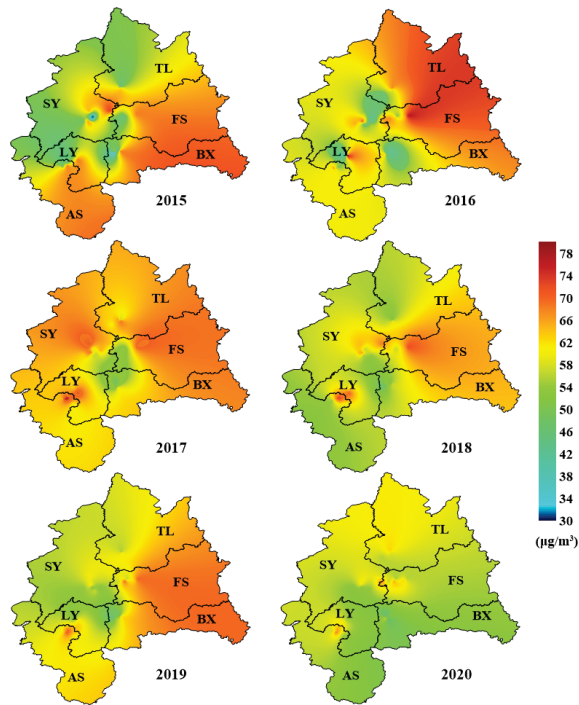 TL
SY
FS
LY
BX
AS
2015
TL
SY
FS
LY
BX
AS
2016
TL
SY
FS
LY
BX
AS
2017
TL
SY
FS
LY
BX
AS
2018
TL
SY
FS
LY
BX
AS
2019
TL
SY
FS
LY
BX
AS
2020
78
74
70
66
62
58
54
50
46
42
38
34
30
(μg/m³)